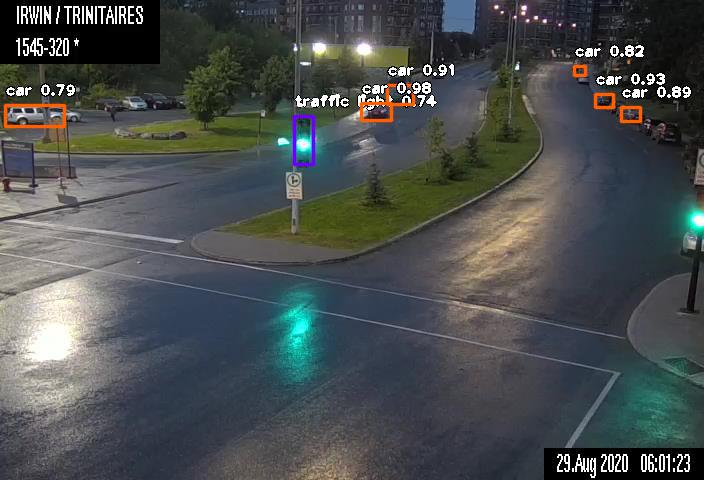 IRWIN / TRINITAIRES
1545-320 *
car 0.82
car 0.91
car 0.79
car 0.93
car 0.98
car 0.89
traffic light 0.74
29.Aug 2020 06:01:23